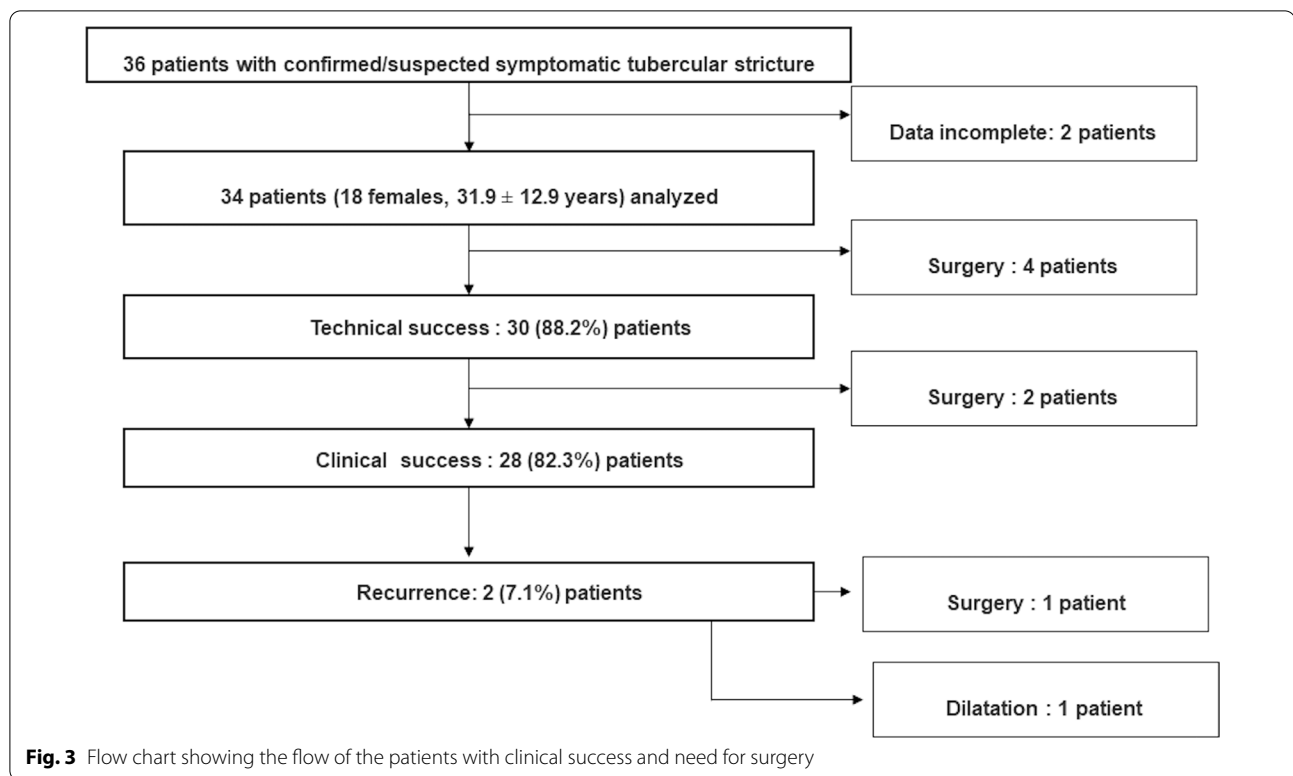 36 patients with confirmed/suspected symptomatic tubercular stricture
Data incomplete: 2 patients
34 patients (18 females, 31.9 ± 12.9 years) analyzed
Surgery : 4 patients
Technical success : 30 (88.2%) patients
Surgery : 2 patients
Clinical success : 28 (82.3%) patients
Recurrence: 2 (7.1%) patients
Surgery : 1 patient
Dilatation : 1 patient
Fig. 3 Flow chart showing the flow of the patients with clinical success and need for surgery